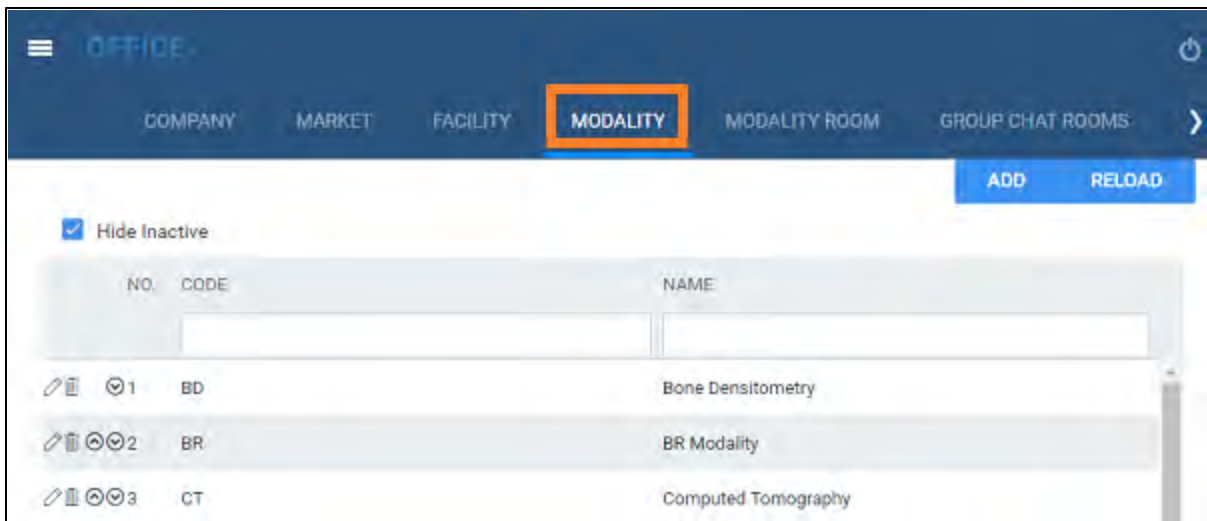 OFFICE
COMPANY MARKET FACILITY MODALITY MODALITY ROOM GROUP CHAT ROOMS
ADD RELOAD
Hide Inactive
NO. CODE NAME
1 BD Bone Densitometry
2 BR BR Modality
3 CT Computed Tomography